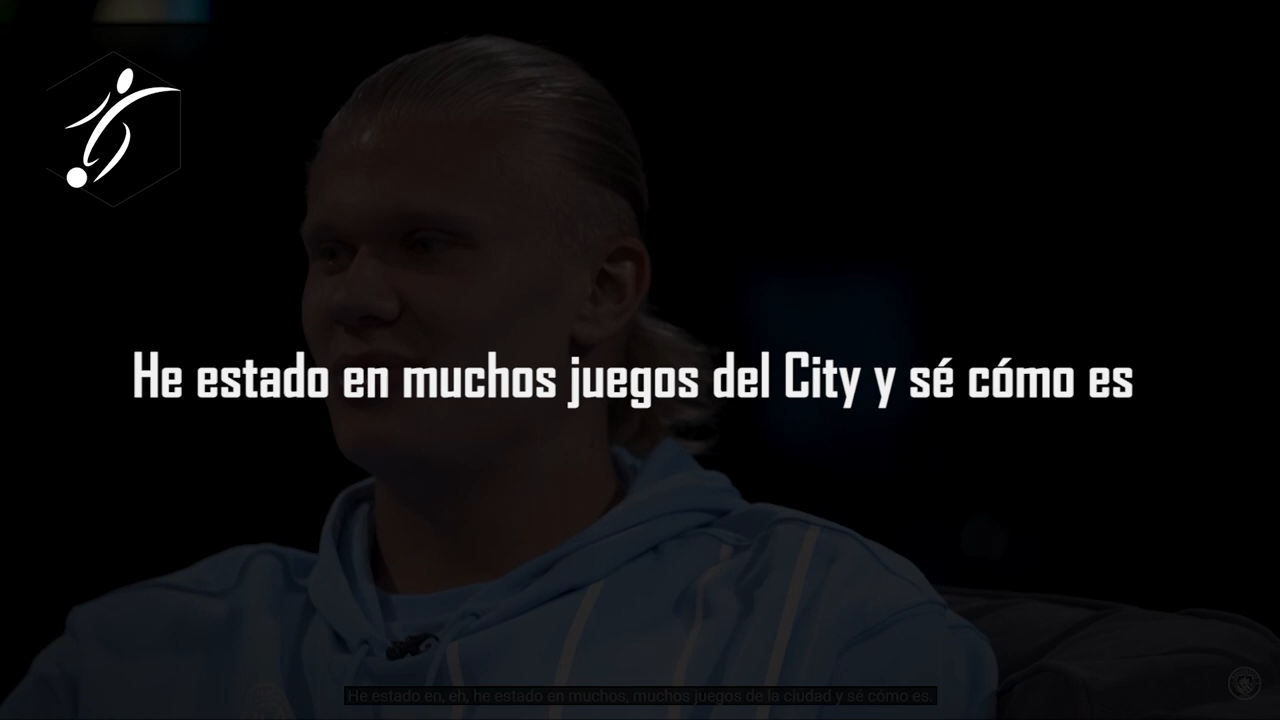 He estado en muchos juegos del City y sé cómo es
He estado en, eh, he estado en muchos, muchos juegos de la ciudad y sé cómo es.